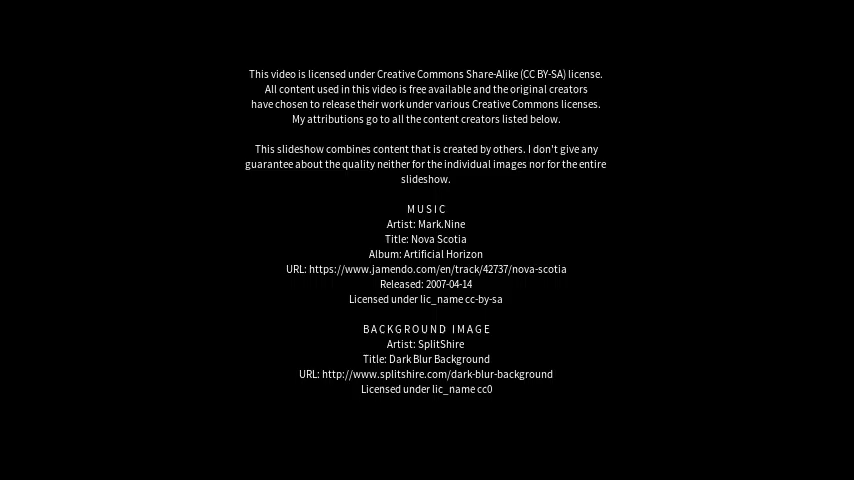 This video is licensed under Creative Commons Share-Alike (CC BY-SA) license.
All content used in this video is free available and the original creators
have chosen to release their work under various Creative Commons licenses.
My attributions go to all the content creators listed below.
This slideshow combines content that is created by others. I don't give any
guarantee about the quality neither for the individual images nor for the entire
slideshow.
MUSIC
Artist: Mark.Nine
Title: Nova Scotia
Album: Artificial Horizon
URL: https://www.jamendo.com/en/track/42737/nova-scotia
Released: 2007-04-14
Licensed under lic_name cc-by-sa
BACKGROUND IMAGE
Artist: SplitShire
Title: Dark Blur Background
URL: http://www.splitshire.com/dark-blur-background
Licensed under lic_name cc0